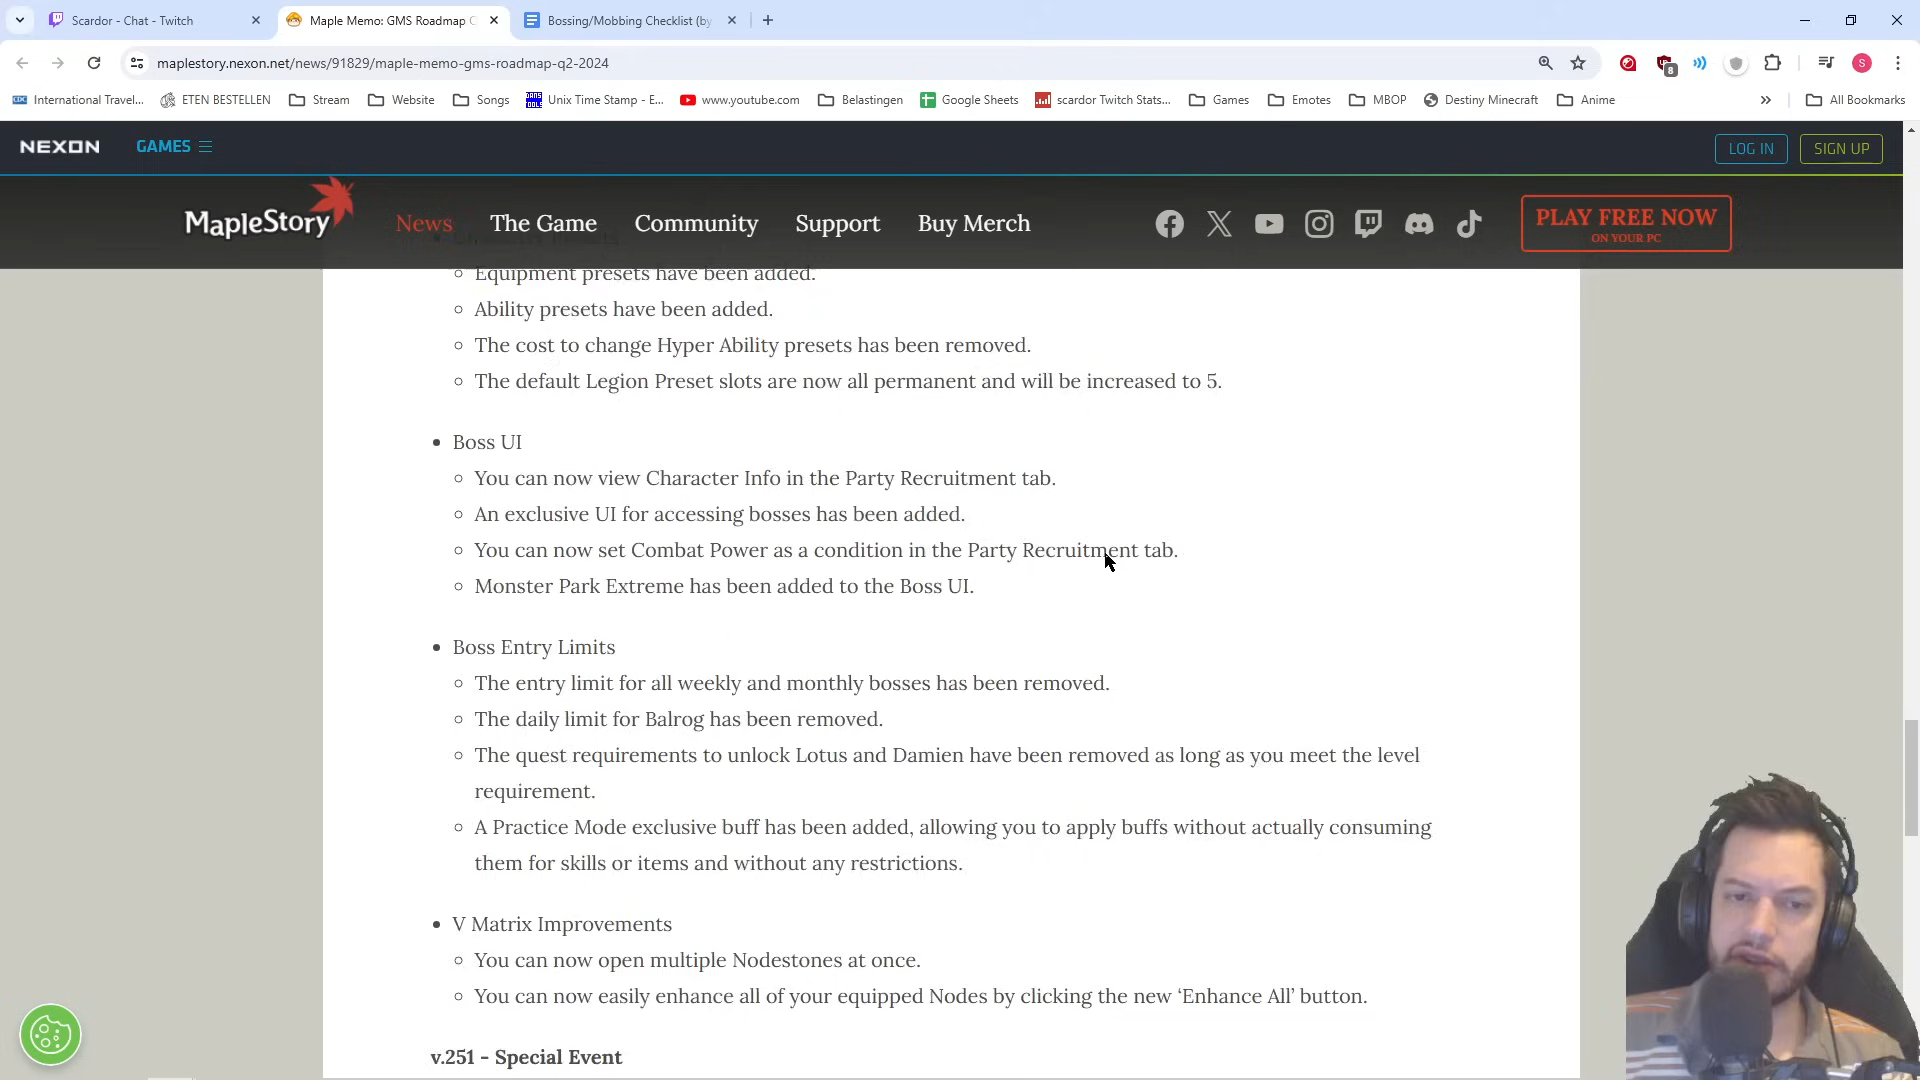 Scardor - Chat - Twitch
Maple Memo: GMS Roadmap
Bossing/Mobbing Checklist (by
maplestory.nexon.net/news/91829/maple-memo-gms-roadmap-q2-2024
8
S
International Travel...
ETEN BESTELLEN
Stream
Website
Songs
Unix Time Stamp - E...
www.youtube.com
Belastingen
Google Sheets
scardor Twitch Stats...
Games
Emotes
MBOP
Destiny Minecraft
Anime
All Bookmarks
NEXON
GAMES
LOG IN
SIGN UP
MapleStory
News
The Game
Community
Support
Buy Merch
PLAY FREE NOW
ON YOUR PC
Equipment presets have been added.
Ability presets have been added.
The cost to change Hyper Ability presets has been removed.
The default Legion Preset slots are now all permanent and will be increased to 5.
Boss UI
You can now view Character Info in the Party Recruitment tab.
An exclusive UI for accessing bosses has been added.
You can now set Combat Power as a condition in the Party Recruitment tab.
Monster Park Extreme has been added to the Boss UI.
Boss Entry Limits
The entry limit for all weekly and monthly bosses has been removed.
The daily limit for Balrog has been removed.
The quest requirements to unlock Lotus and Damien have been removed as long as you meet the level
requirement.
A Practice Mode exclusive buff has been added, allowing you to apply buffs without actually consuming
them for skills or items and without any restrictions.
V Matrix Improvements
You can now open multiple Nodestones at once.
You can now easily enhance all of your equipped Nodes by clicking the new ‘Enhance All’ button.
v.251 - Special Event